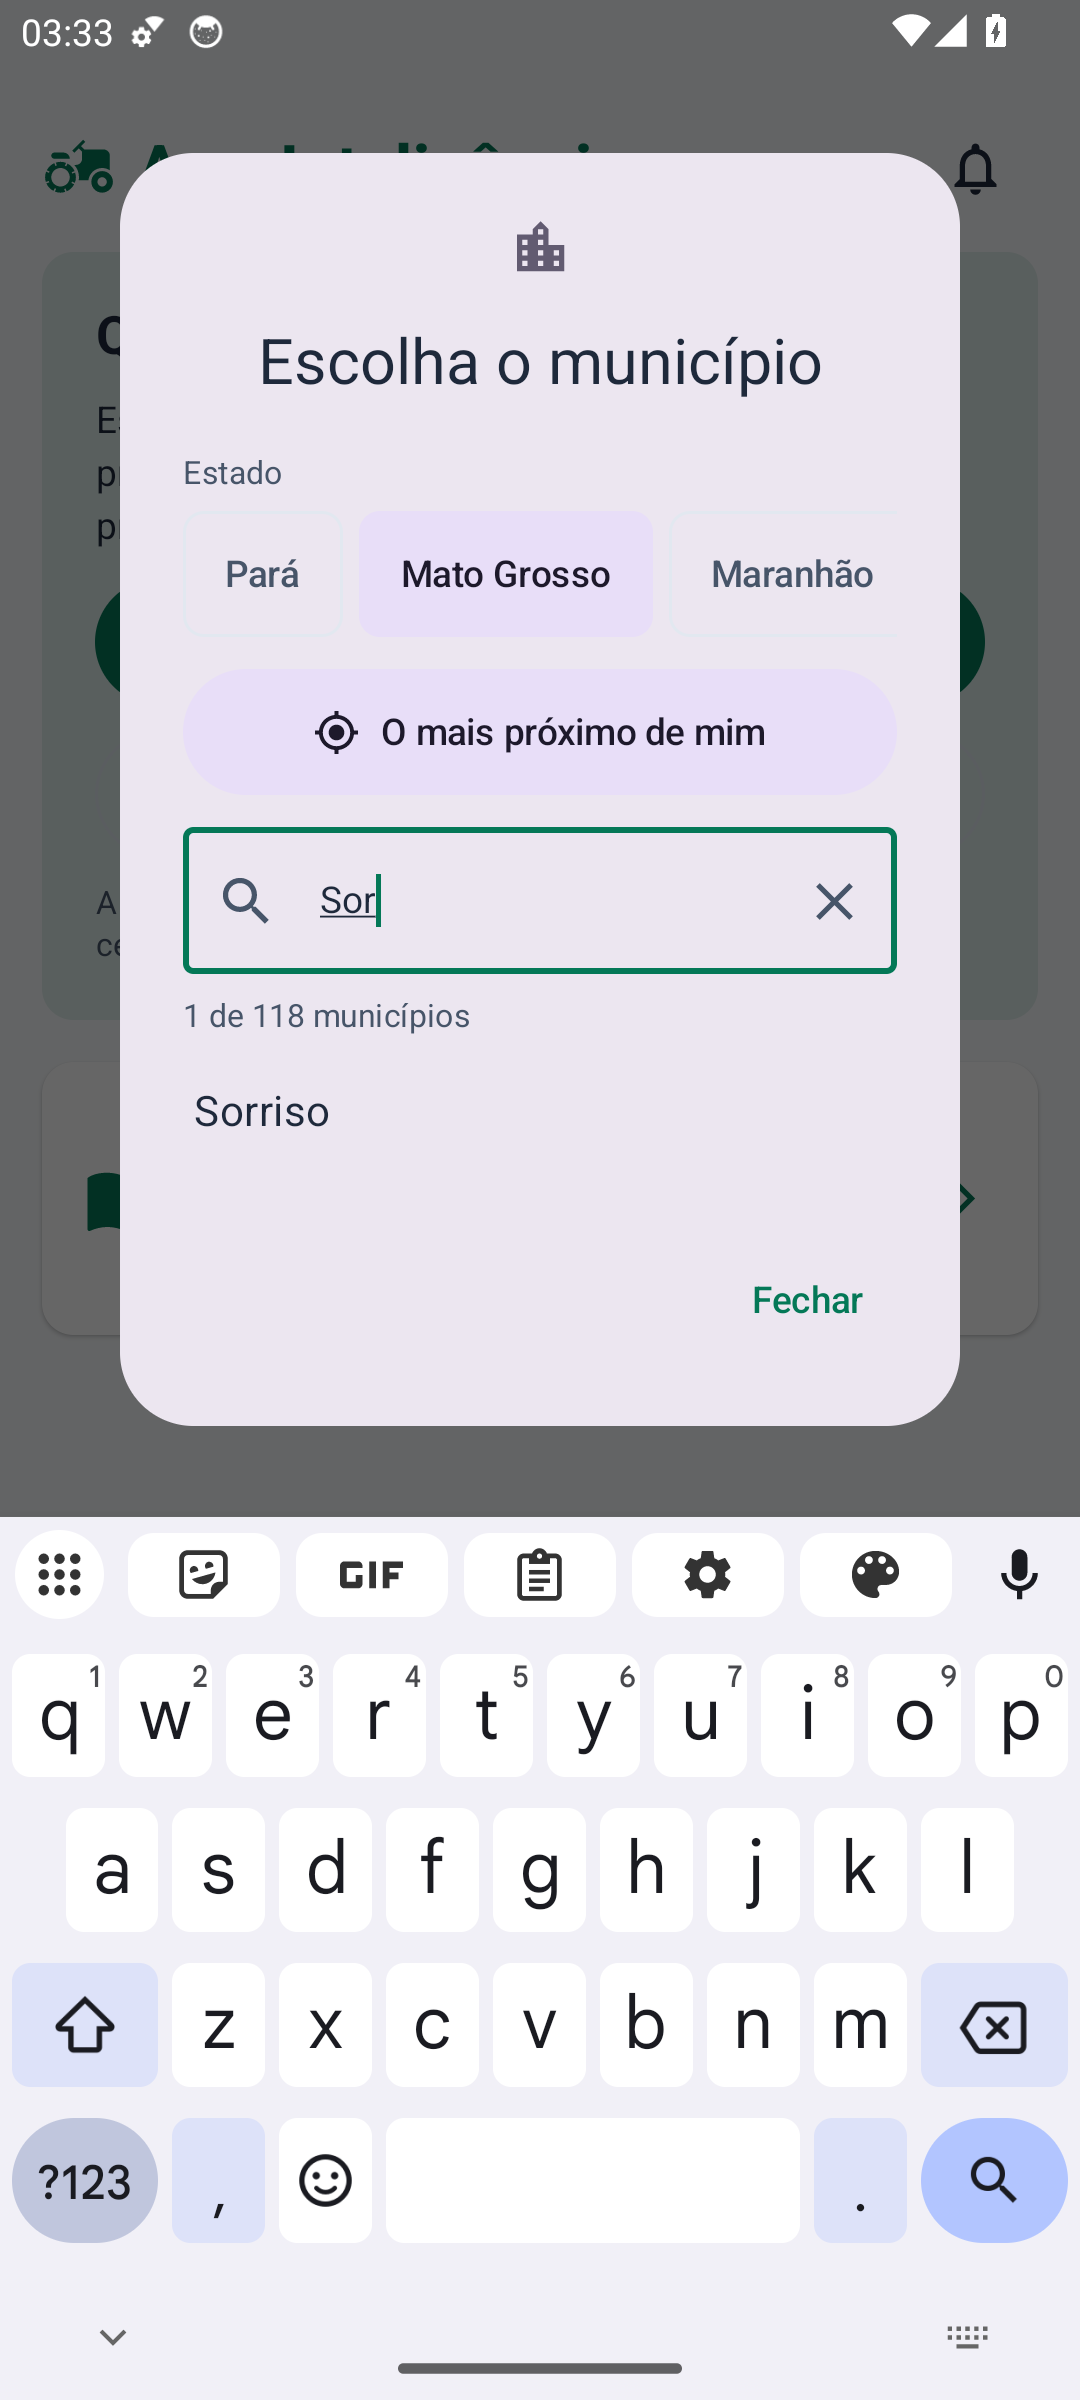 03:33
Escolha o município
Estado
Pará
Mato Grosso
Maranhão
O mais próximo de mim
Sor
1 de 118 municípios
Sorriso
Fechar
GIF
q 1 w 2 e 3 r 4 t 5 y 6 u 7 i 8 o 9 p 0
a s d f g h j k l
z x c v b n m
?123 , .